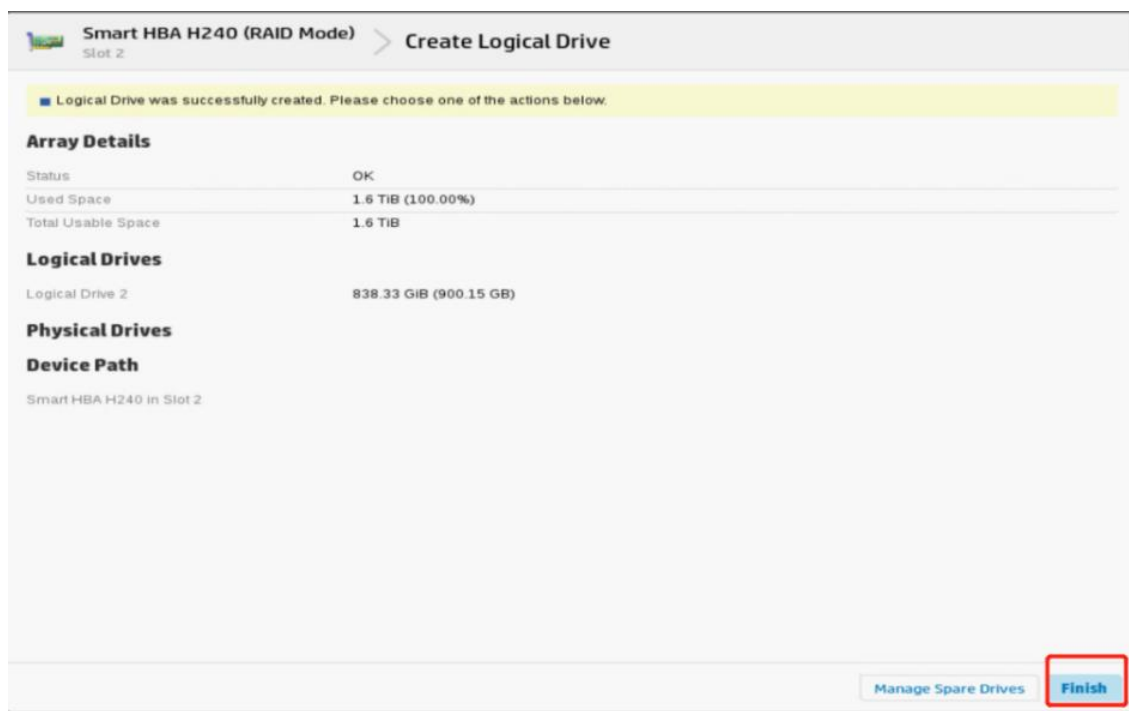 Smart HBA H240 (RAID Mode)
Slot 2
Create Logical Drive
Logical Drive was successfully created. Please choose one of the actions below.
Array Details
Status OK
Used Space 1.6 TiB (100.00%)
Total Usable Space 1.6 TiB
Logical Drives
Logical Drive 2 838.33 GiB (900.15 GB)
Physical Drives
Device Path
Smart HBA H240 in Slot 2
Manage Spare Drives Finish